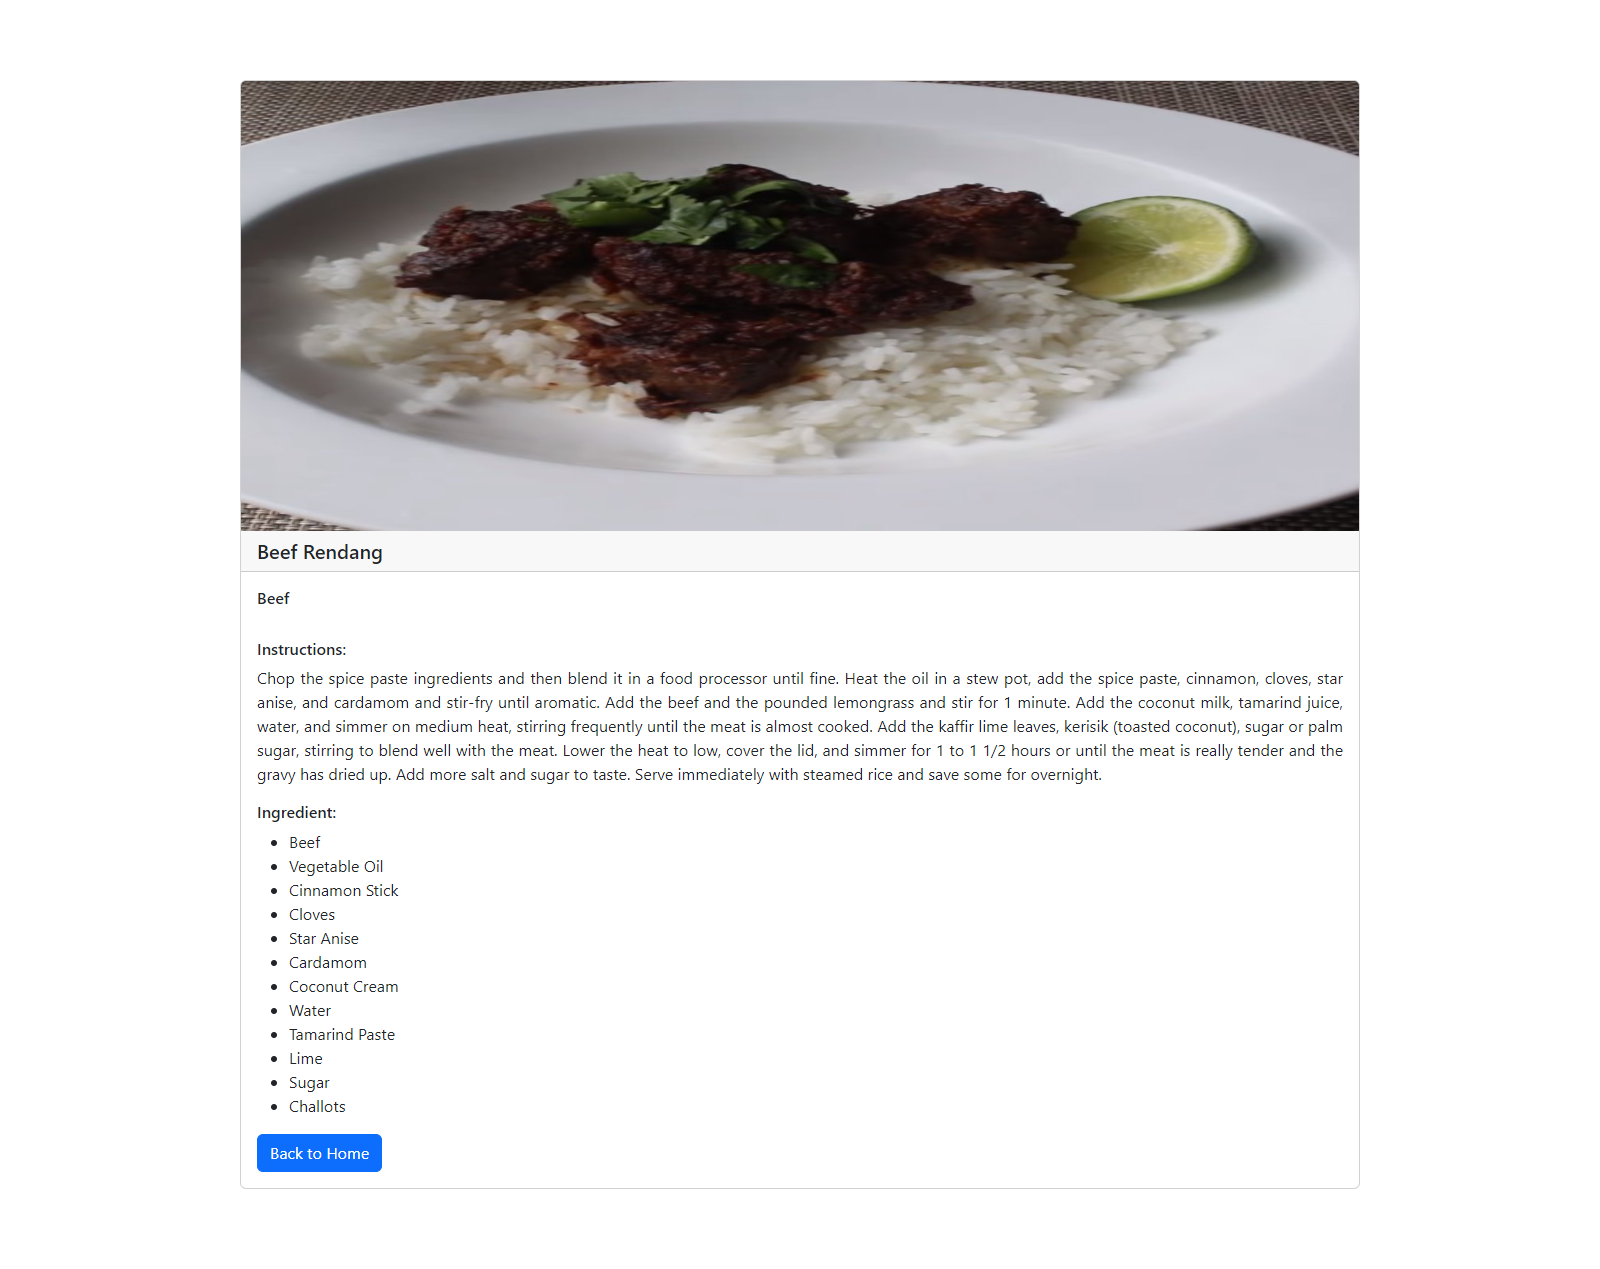 Beef Rendang
Beef
Instructions:
Chop the spice paste ingredients and then blend it in a food processor until fine. Heat the oil in a stew pot, add the spice paste, cinnamon, cloves, star
anise, and cardamom and stir-fry until aromatic. Add the beef and the pounded lemongrass and stir for 1 minute. Add the coconut milk, tamarind juice,
water, and simmer on medium heat, stirring frequently until the meat is almost cooked. Add the kaffir lime leaves, kerisik (toasted coconut), sugar or palm
sugar, stirring to blend well with the meat. Lower the heat to low, cover the lid, and simmer for 1 to 1 1/2 hours or until the meat is really tender and the
gravy has dried up. Add more salt and sugar to taste. Serve immediately with steamed rice and save some for overnight.
Ingredient:
Beef
Vegetable Oil
Cinnamon Stick
Cloves
Star Anise
Cardamom
Coconut Cream
Water
Tamarind Paste
Lime
Sugar
Challots
Back to Home